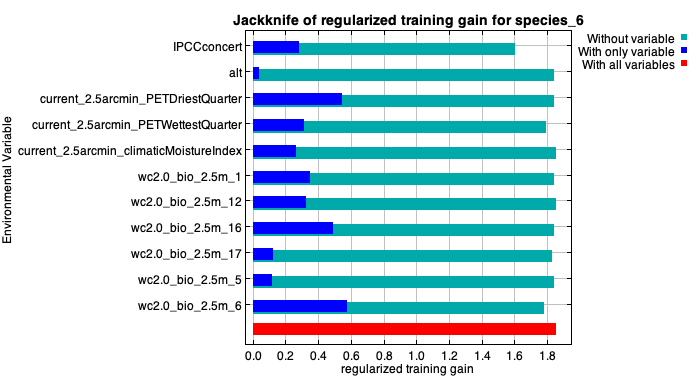 Jackknife of regularized training gain for species_6
Without variable
With only variable
With all variables
Environmental Variable
IPCCconcert
alt
current_2.5arcmin_PETDriestQuarter
current_2.5arcmin_PETWettestQuarter
current_2.5arcmin_climaticMoistureIndex
wc2.0_bio_2.5m_1
wc2.0_bio_2.5m_12
wc2.0_bio_2.5m_16
wc2.0_bio_2.5m_17
wc2.0_bio_2.5m_5
wc2.0_bio_2.5m_6
0.0 0.2 0.4 0.6 0.8 1.0 1.2 1.4 1.6 1.8
regularized training gain